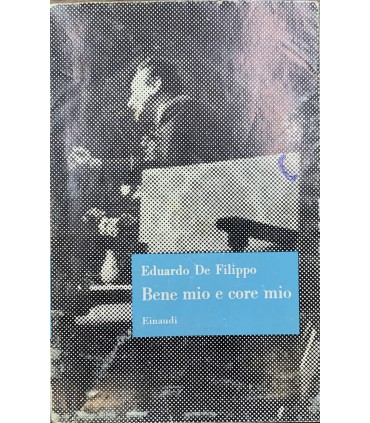 Eduardo De Filippo
Bene mio e core mio
Einaudi